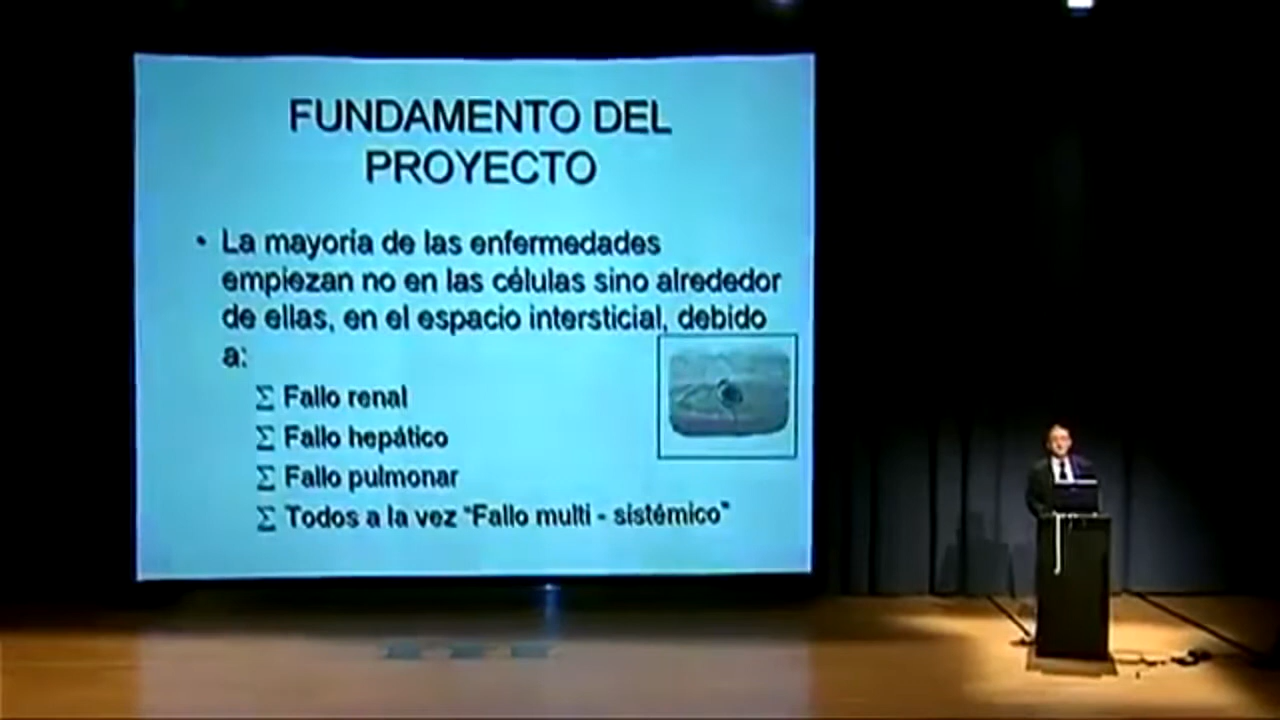 FUNDAMENTO DEL
PROYECTO
• La mayoría de las enfermedades
empiezan no en las células sino alrededor
de ellas, en el espacio intersticial, debido
a:
Σ Fallo renal
Σ Fallo hepático
Σ Fallo pulmonar
Σ Todos a la vez "Fallo multi - sistémico"